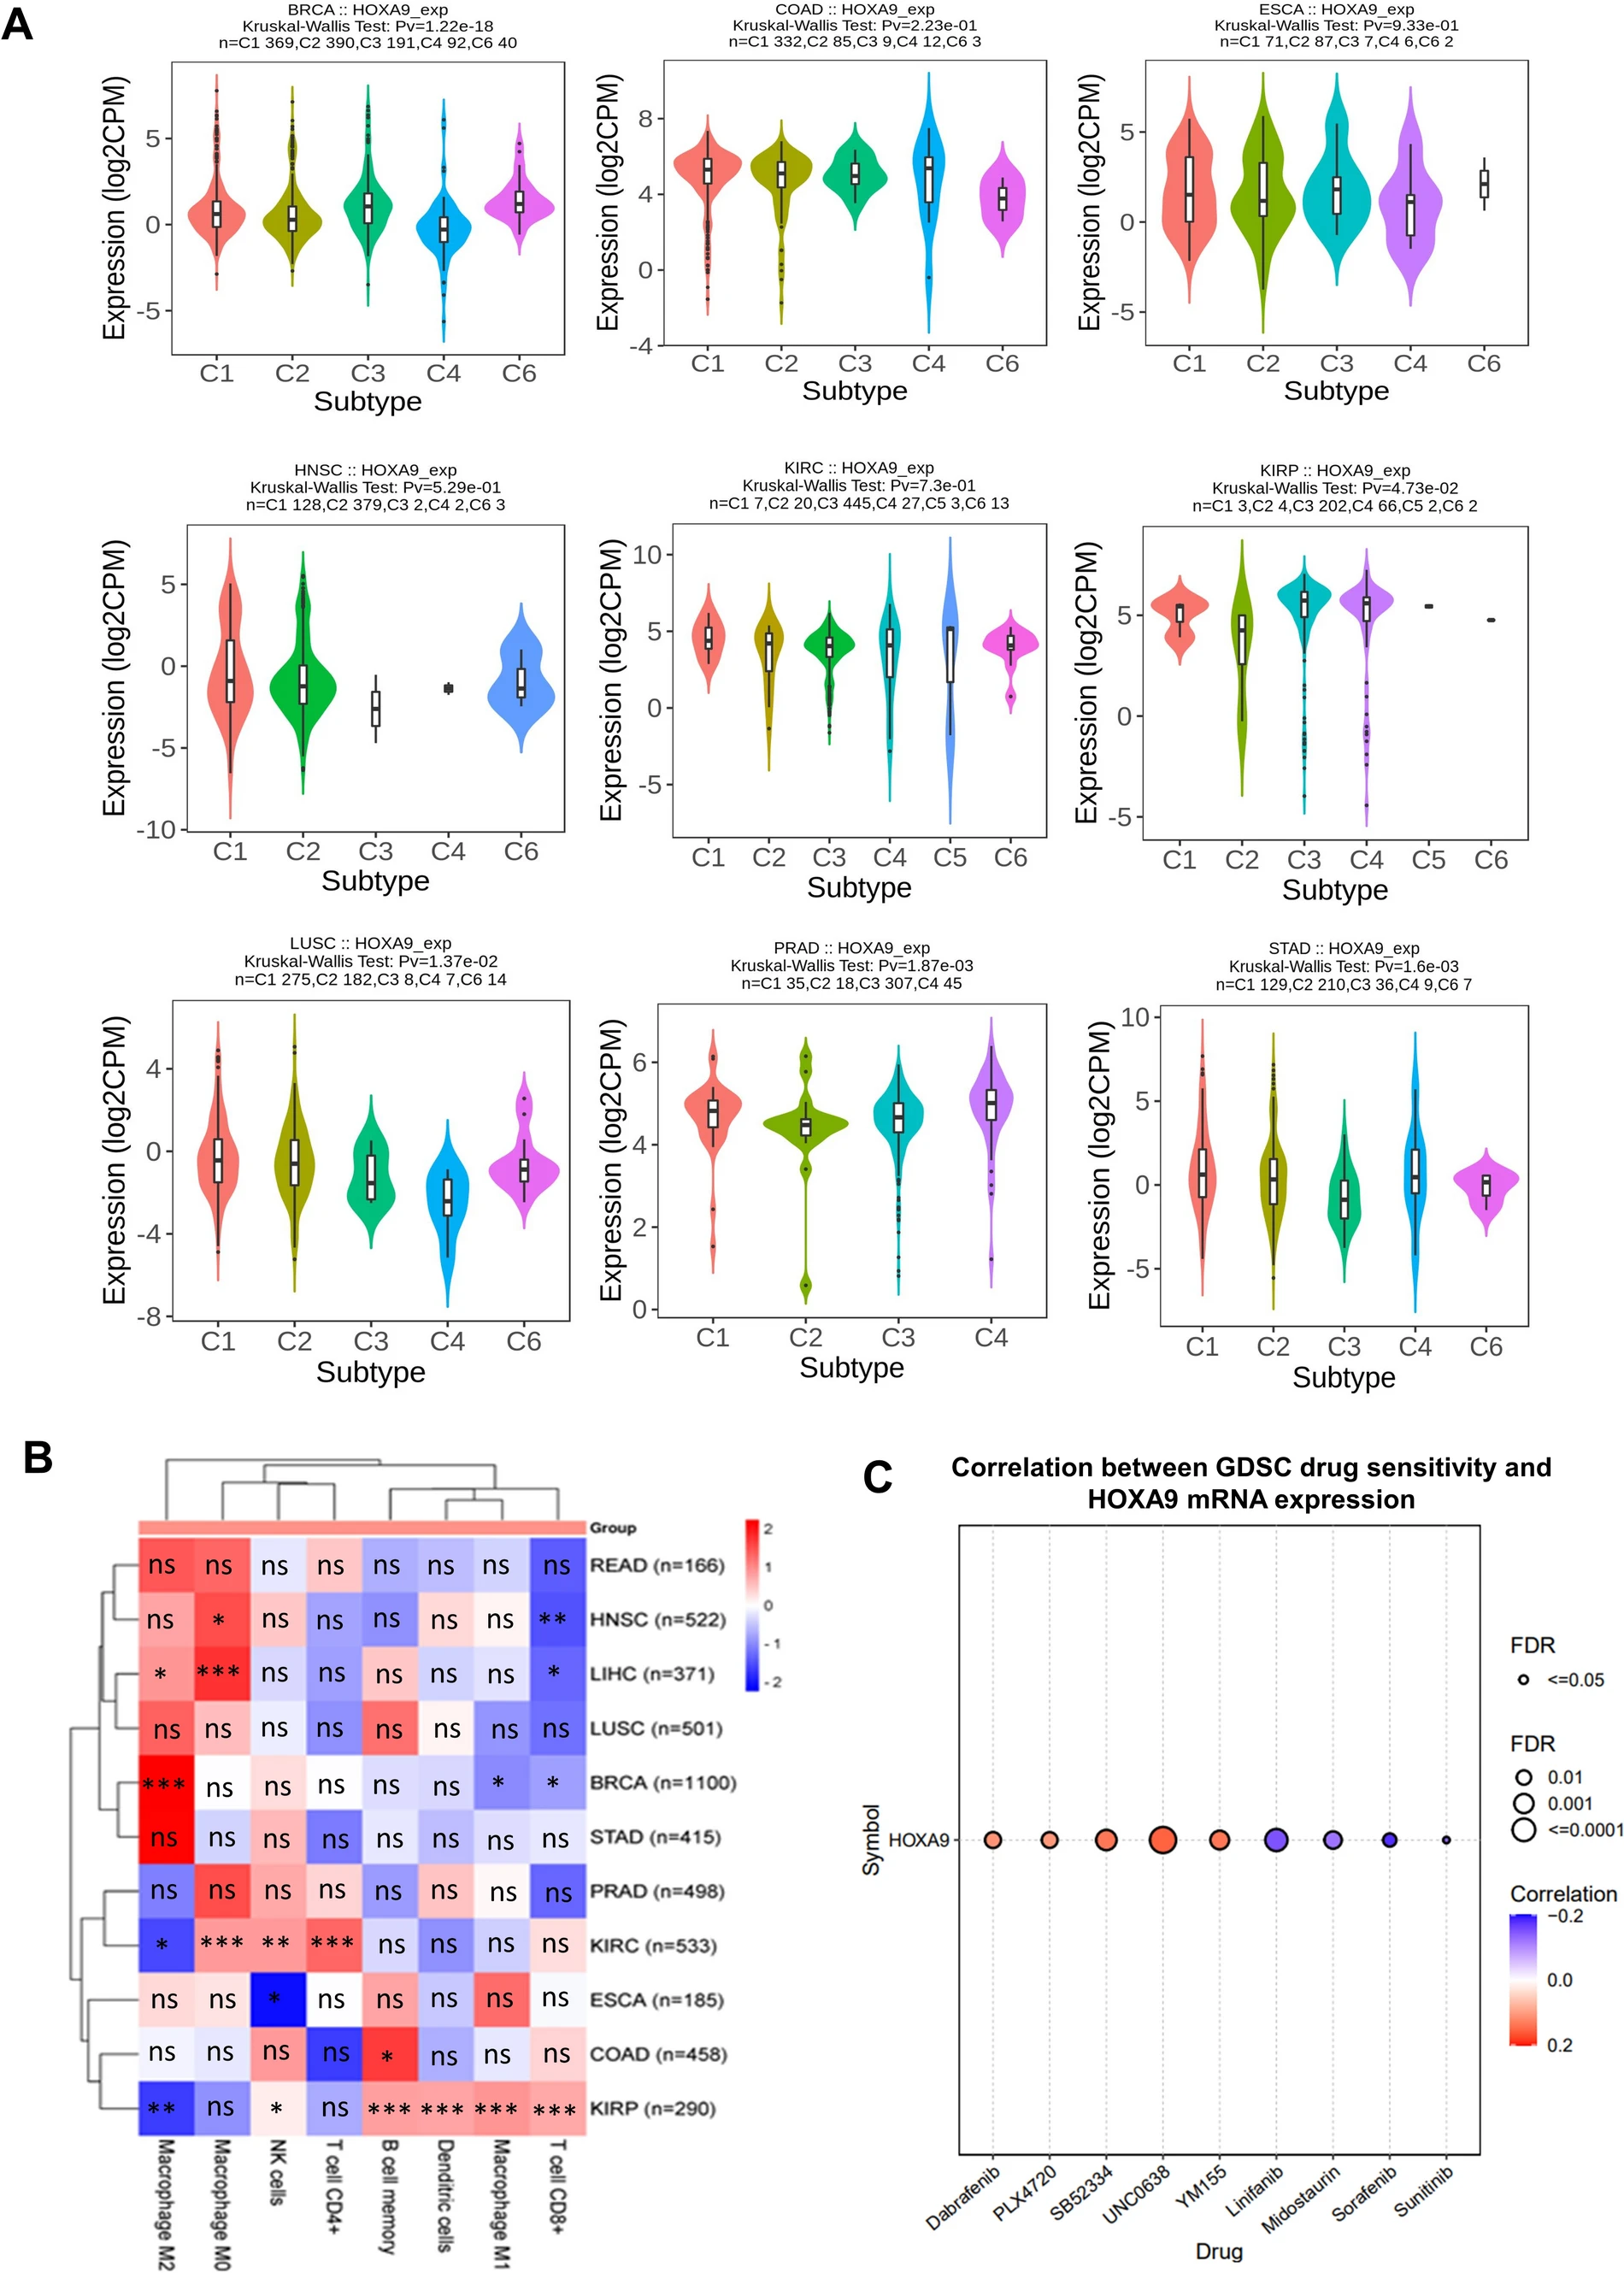 A
BRCA :: HOXA9_exp
Kruskal-Wallis Test: Pv=1.22e-18
n=C1 369,C2 390,C3 191,C4 92,C6 40
Expression (log2CPM)
5
0
-5
C1 C2 C3 C4 C6
Subtype
COAD :: HOXA9_exp
Kruskal-Wallis Test: Pv=2.23e-01
n=C1 332,C2 85,C3 9,C4 12,C6 3
Expression (log2CPM)
8
4
0
-4
C1 C2 C3 C4 C6
Subtype
ESCA :: HOXA9_exp
Kruskal-Wallis Test: Pv=9.33e-01
n=C1 71,C2 87,C3 7,C4 6,C6 2
Expression (log2CPM)
5
0
-5
C1 C2 C3 C4 C6
Subtype
HNSC :: HOXA9_exp
Kruskal-Wallis Test: Pv=5.29e-01
n=C1 128,C2 379,C3 2,C4 2,C6 3
Expression (log2CPM)
5
0
-5
-10
C1 C2 C3 C4 C6
Subtype
KIRC :: HOXA9_exp
Kruskal-Wallis Test: Pv=7.3e-01
n=C1 7,C2 20,C3 445,C4 27,C5 3,C6 13
Expression (log2CPM)
10
5
0
-5
C1 C2 C3 C4 C5 C6
Subtype
KIRP :: HOXA9_exp
Kruskal-Wallis Test: Pv=4.73e-02
n=C1 3,C2 4,C3 202,C4 66,C5 2,C6 2
Expression (log2CPM)
5
0
-5
C1 C2 C3 C4 C5 C6
Subtype
LUSC :: HOXA9_exp
Kruskal-Wallis Test: Pv=1.37e-02
n=C1 275,C2 182,C3 8,C4 7,C6 14
Expression (log2CPM)
4
0
-4
-8
C1 C2 C3 C4 C6
Subtype
PRAD :: HOXA9_exp
Kruskal-Wallis Test: Pv=1.87e-03
n=C1 35,C2 18,C3 307,C4 45
Expression (log2CPM)
6
4
2
0
C1 C2 C3 C4
Subtype
STAD :: HOXA9_exp
Kruskal-Wallis Test: Pv=1.6e-03
n=C1 129,C2 210,C3 36,C4 9,C6 7
Expression (log2CPM)
10
5
0
-5
C1 C2 C3 C4 C6
Subtype
B
Group
ns ns ns ns ns ns ns ns READ (n=166)
ns * ns ns ns ns ns ** HNSC (n=522)
* *** ns ns ns ns ns * LIHC (n=371)
ns ns ns ns ns ns ns ns LUSC (n=501)
*** ns ns ns ns ns * * BRCA (n=1100)
ns ns ns ns ns ns ns ns STAD (n=415)
ns ns ns ns ns ns ns ns PRAD (n=498)
* *** ** *** ns ns ns ns KIRC (n=533)
ns ns * ns ns ns ns ns ESCA (n=185)
ns ns ns ns * ns ns ns COAD (n=458)
** ns * ns *** *** *** *** KIRP (n=290)
Macrophage M2
Macrophage M0
NK cells
T cell CD4+
B cell memory
Denditric cells
Macrophage M1
T cell CD8+
2
1
0
-1
-2
C
Correlation between GDSC drug sensitivity and
HOXA9 mRNA expression
Symbol
HOXA9
Dabrafenib
PLX4720
SB52334
UNC0638
YM155
Linifanib
Midostaurin
Sorafenib
Sunitinib
Drug
FDR
<=0.05
FDR
0.01
0.001
<=0.0001
Correlation
−0.2
0.0
0.2